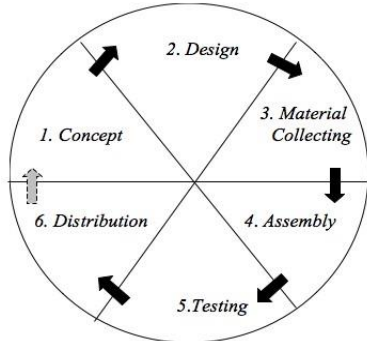 1. Concept
2. Design
3. Material
Collecting
4. Assembly
5.Testing
6. Distribution